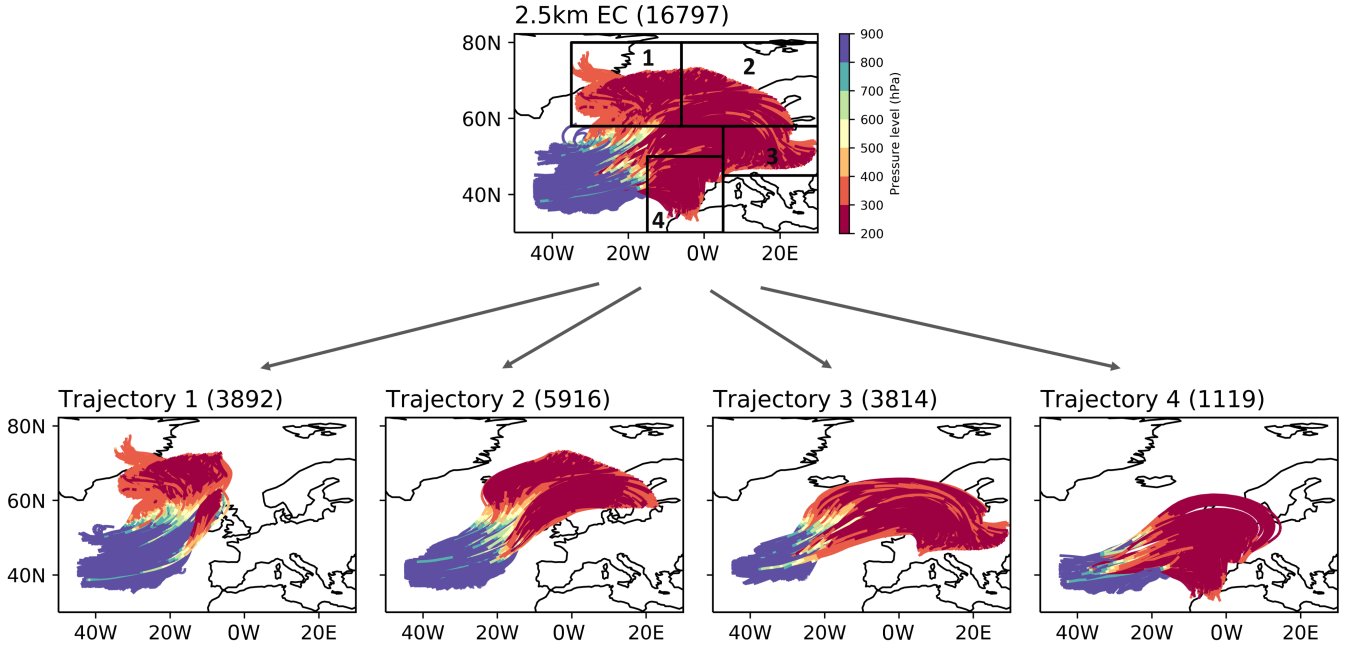 2.5km EC (16797)
80N
60N
40N
40W 20W 0W 20E
1
2
3
4
900
800
700
600
500
400
300
200
Pressure level (hPa)
Trajectory 1 (3892)
Trajectory 2 (5916)
Trajectory 3 (3814)
Trajectory 4 (1119)
80N
60N
40N
40W 20W 0W 20E
40W 20W 0W 20E
40W 20W 0W 20E
40W 20W 0W 20E